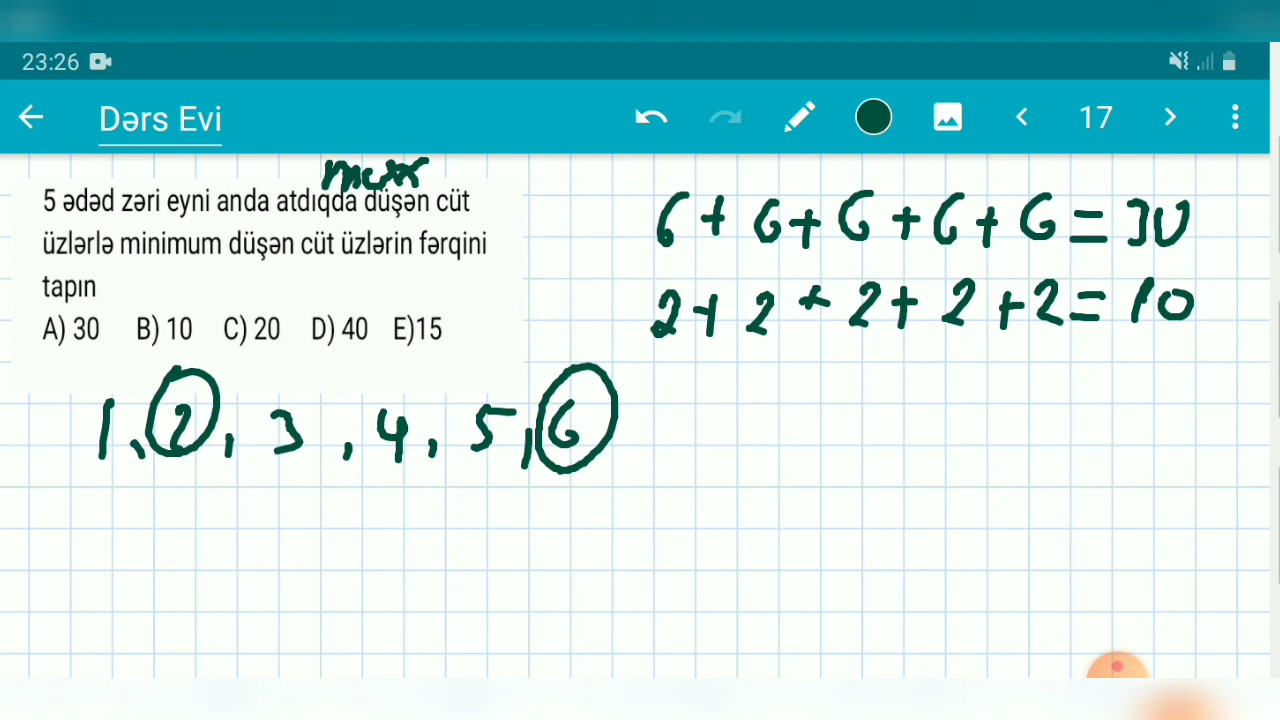 23:26
Dərs Evi
17
max
5 ədəd zəri eyni anda atdıqda düşən cüt
üzlərlə minimum düşən cüt üzlərin fərqini
tapın
A) 30 B) 10 C) 20 D) 40 E)15
6 + 6 + 6 + 6 + 6 = 30
2 + 2 + 2 + 2 + 2 = 10
1, 2, 3, 4, 5, 6